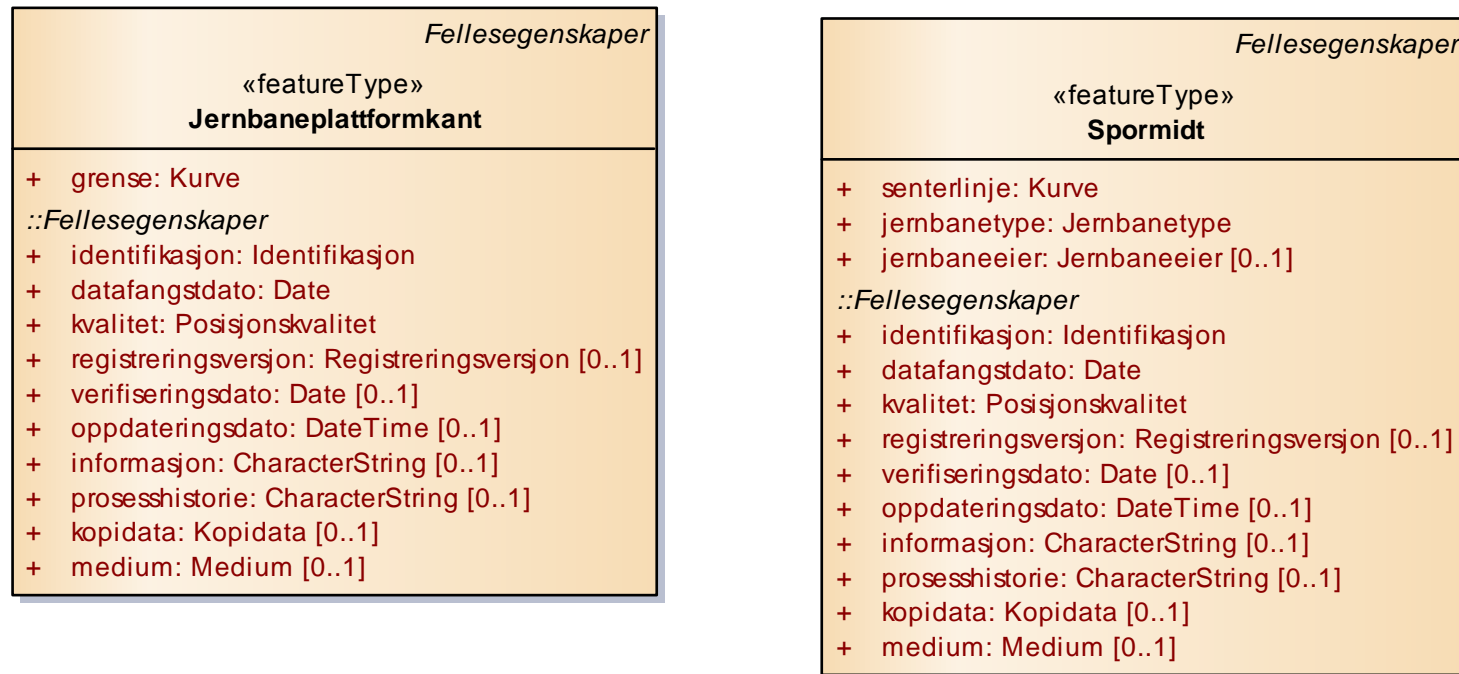 Fellesegenskaper
«featureType»
Jernbaneplattformkant
+ grense: Kurve
::Fellesegenskaper
+ identifikasjon: Identifikasjon
+ datafangstdato: Date
+ kvalitet: Posisjonskvalitet
+ registreringsversjon: Registreringsversjon [0..1]
+ verifiseringsdato: Date [0..1]
+ oppdateringsdato: DateTime [0..1]
+ informasjon: CharacterString [0..1]
+ prosesshistorie: CharacterString [0..1]
+ kopidata: Kopidata [0..1]
+ medium: Medium [0..1]
Fellesegenskaper
«featureType»
Spormidt
+ senterlinje: Kurve
+ jernbanetype: Jernbanetype
+ jernbaneeier: Jernbaneeier [0..1]
::Fellesegenskaper
+ identifikasjon: Identifikasjon
+ datafangstdato: Date
+ kvalitet: Posisjonskvalitet
+ registreringsversjon: Registreringsversjon [0..1]
+ verifiseringsdato: Date [0..1]
+ oppdateringsdato: DateTime [0..1]
+ informasjon: CharacterString [0..1]
+ prosesshistorie: CharacterString [0..1]
+ kopidata: Kopidata [0..1]
+ medium: Medium [0..1]